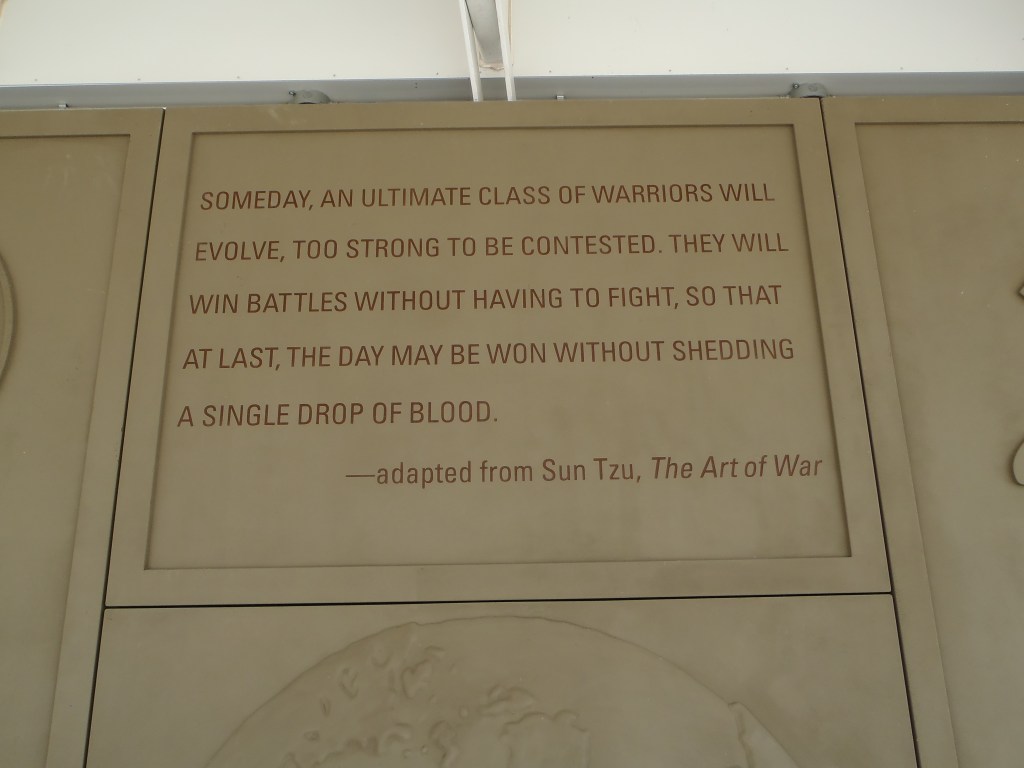 SOMEDAY, AN ULTIMATE CLASS OF WARRIORS WILL
EVOLVE, TOO STRONG TO BE CONTESTED. THEY WILL
WIN BATTLES WITHOUT HAVING TO FIGHT, SO THAT
AT LAST, THE DAY MAY BE WON WITHOUT SHEDDING
A SINGLE DROP OF BLOOD.
—adapted from Sun Tzu, The Art of War